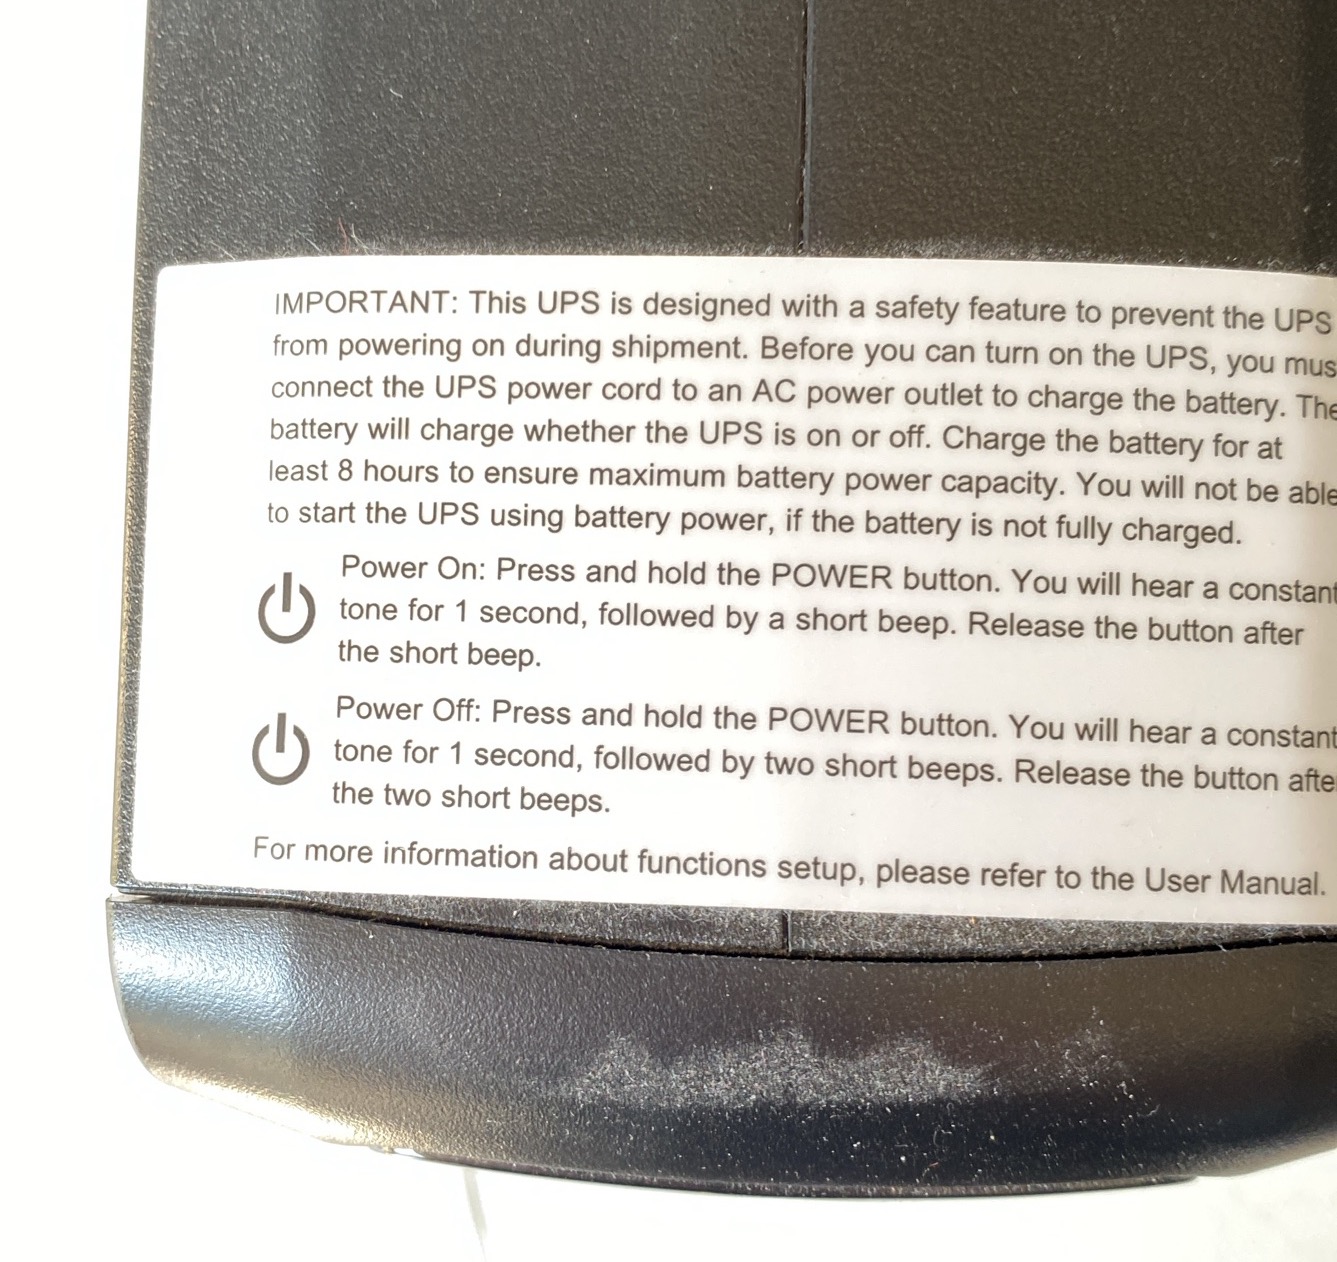 IMPORTANT: This UPS is designed with a safety feature to prevent the UPS
from powering on during shipment. Before you can turn on the UPS, you mus
connect the UPS power cord to an AC power outlet to charge the battery. The
battery will charge whether the UPS is on or off. Charge the battery for at
least 8 hours to ensure maximum battery power capacity. You will not be able
to start the UPS using battery power, if the battery is not fully charged.
Power On: Press and hold the POWER button. You will hear a constant
tone for 1 second, followed by a short beep. Release the button after
the short beep.
Power Off: Press and hold the POWER button. You will hear a constant
tone for 1 second, followed by two short beeps. Release the button afte
the two short beeps.
For more information about functions setup, please refer to the User Manual.